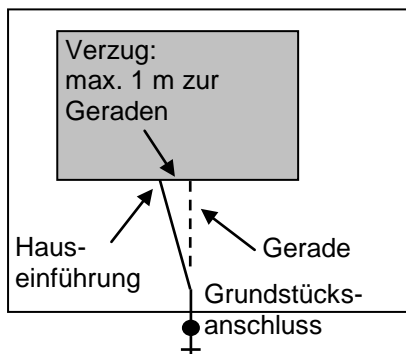 Verzug:
max. 1 m zur
Geraden
Haus-
einführung
Gerade
Grundstücks-
anschluss